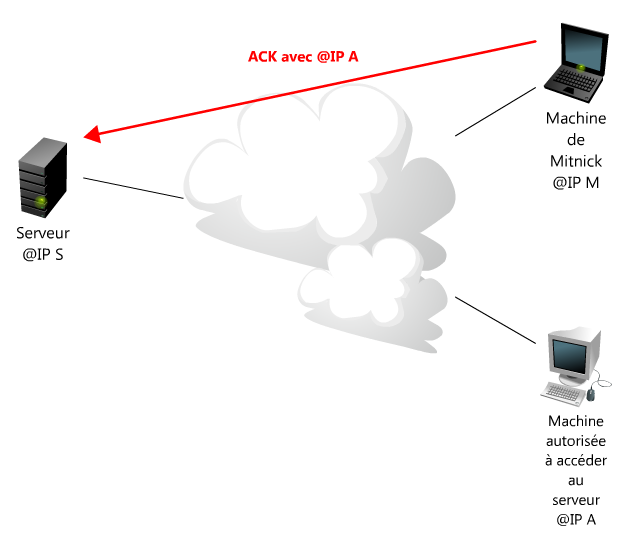 ACK avec @IP A
Machine
de
Mitnick
@IP M
Serveur
@IP S
Machine
autorisée
à accéder
au
serveur
@IP A